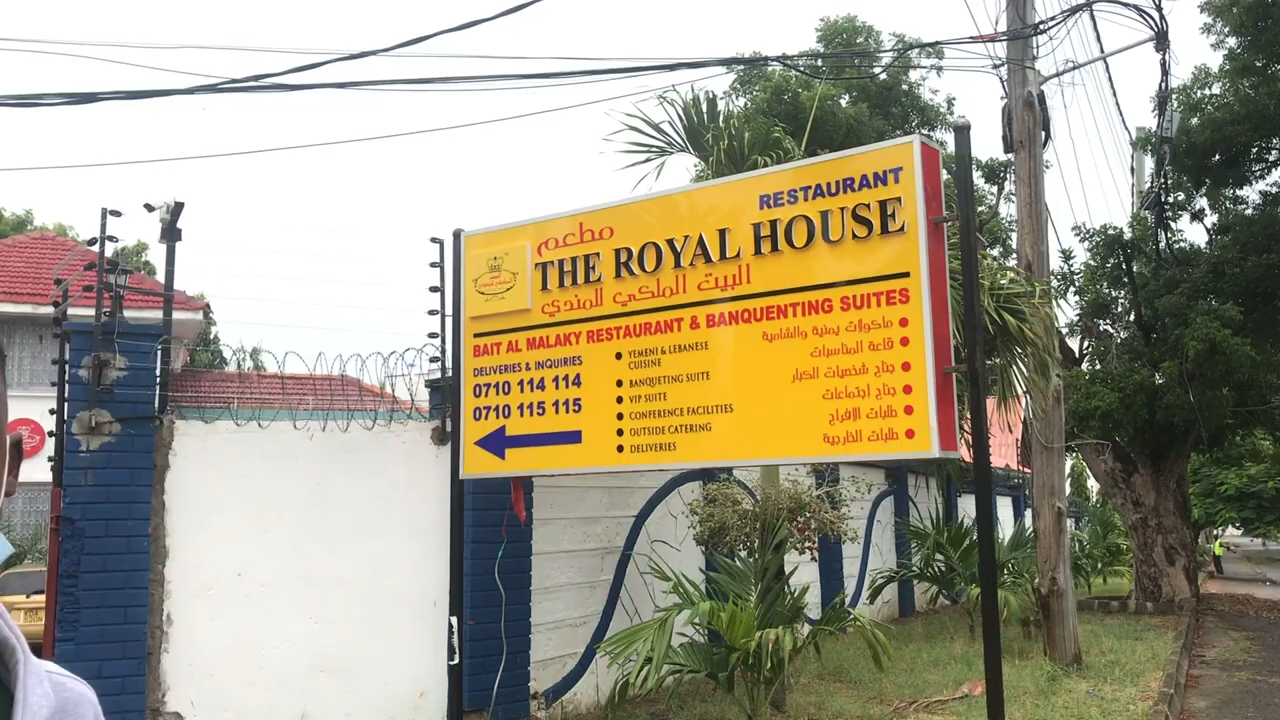 RESTAURANT
مطعم
THE ROYAL HOUSE
البيت الملكي للمندي
BAIT AL MALAKY RESTAURANT & BANQUENTING SUITES
DELIVERIES & INQUIRIES
0710 114 114
0710 115 115
YEMENI & LEBANESE
CUISINE
BANQUETING SUITE
VIP SUITE
CONFERENCE FACILITIES
OUTSIDE CATERING
DELIVERIES
ماكولات يمنية والشامية
قاعة المناسبات
جناح شخصيات الكبار
جناح اجتماعات
طلبات الافراح
طلبات الخارجية